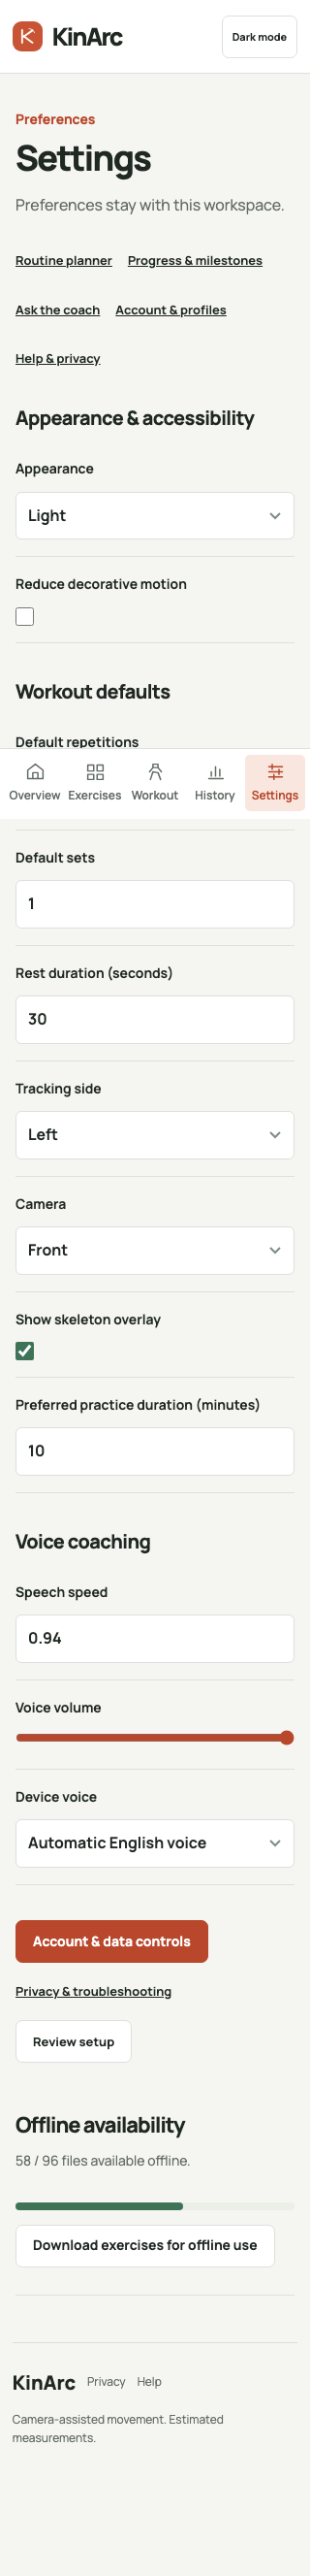 KinArc
Dark mode
Preferences
Settings
Preferences stay with this workspace.
Routine planner Progress & milestones
Ask the coach Account & profiles
Help & privacy
Appearance & accessibility
Appearance
Light
Reduce decorative motion
Workout defaults
Default repetitions
Overview Exercises Workout History Settings
Default sets
1
Rest duration (seconds)
30
Tracking side
Left
Camera
Front
Show skeleton overlay
Preferred practice duration (minutes)
10
Voice coaching
Speech speed
0.94
Voice volume
Device voice
Automatic English voice
Account & data controls
Privacy & troubleshooting
Review setup
Offline availability
58 / 96 files available offline.
Download exercises for offline use
KinArc Privacy Help
Camera-assisted movement. Estimated
measurements.